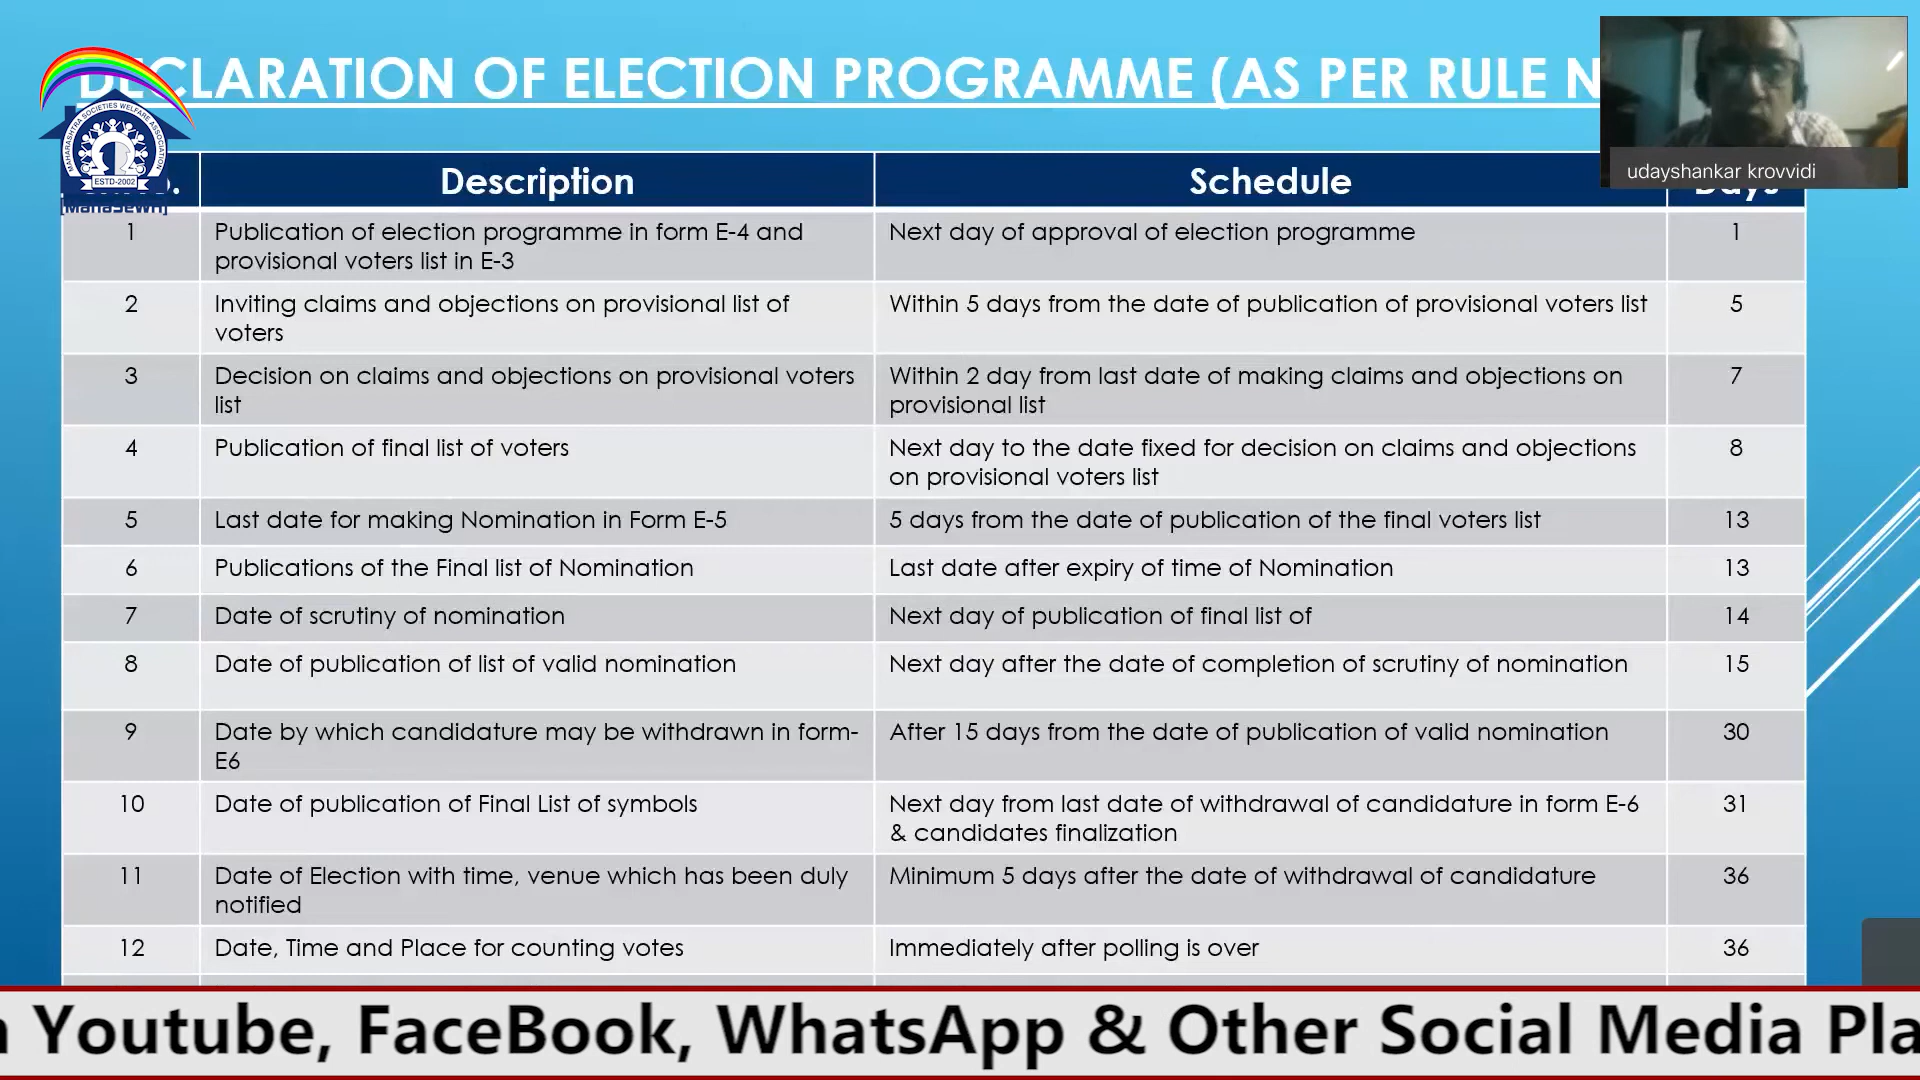 DECLARATION OF ELECTION PROGRAMME (AS PER RULE N
udayshankar krovvidi
MAHARASHTRA SOCIETIES WELFARE ASSOCIATION
ESTD-2002
[MahaSeWA]
Description Schedule Days
1 Publication of election programme in form E-4 and Next day of approval of election programme 1
provisional voters list in E-3
2 Inviting claims and objections on provisional list of Within 5 days from the date of publication of provisional voters list 5
voters
3 Decision on claims and objections on provisional voters Within 2 day from last date of making claims and objections on 7
list provisional list
4 Publication of final list of voters Next day to the date fixed for decision on claims and objections 8
on provisional voters list
5 Last date for making Nomination in Form E-5 5 days from the date of publication of the final voters list 13
6 Publications of the Final list of Nomination Last date after expiry of time of Nomination 13
7 Date of scrutiny of nomination Next day of publication of final list of 14
8 Date of publication of list of valid nomination Next day after the date of completion of scrutiny of nomination 15
9 Date by which candidature may be withdrawn in form- After 15 days from the date of publication of valid nomination 30
E6
10 Date of publication of Final List of symbols Next day from last date of withdrawal of candidature in form E-6 31
& candidates finalization
11 Date of Election with time, venue which has been duly Minimum 5 days after the date of withdrawal of candidature 36
notified
12 Date, Time and Place for counting votes Immediately after polling is over 36
Youtube, FaceBook, WhatsApp & Other Social Media Pla